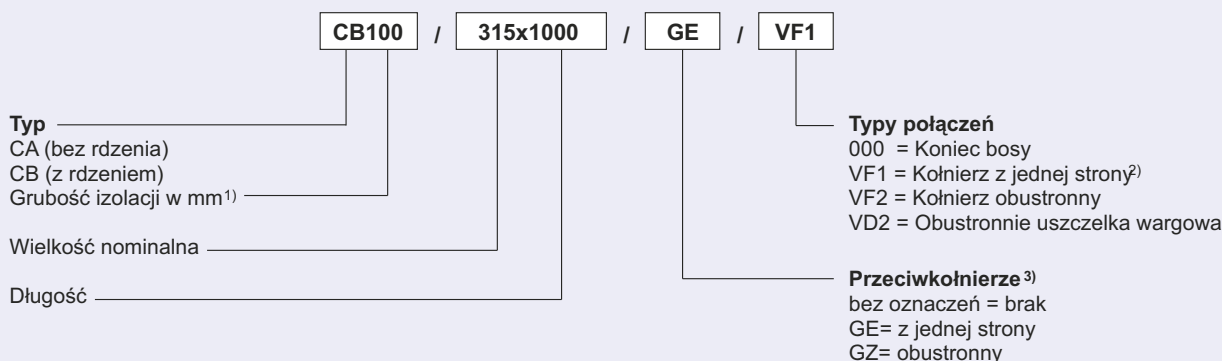 CB100 / 315x1000 / GE / VF1
Typ
CA (bez rdzenia)
CB (z rdzeniem)
Grubość izolacji w mm1)
Wielkość nominalna
Długość
Typy połączeń
000 = Koniec bosy
VF1 = Kołnierz z jednej strony2)
VF2 = Kołnierz obustronny
VD2 = Obustronnie uszczelka wargowa
Przeciwkołnierze 3)
bez oznaczeń = brak
GE= z jednej strony
GZ= obustronny